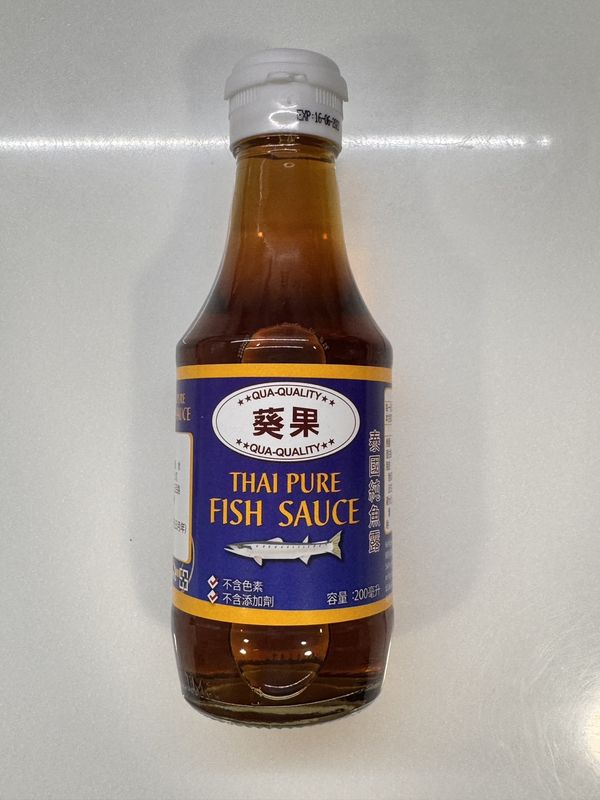 EXP:16-06-
★★QUA-QUALITY★★
葵果
★★QUA-QUALITY★★
THAI PURE
FISH SAUCE
泰國純魚露
不含色素
不含添加劑
容量 :200毫升